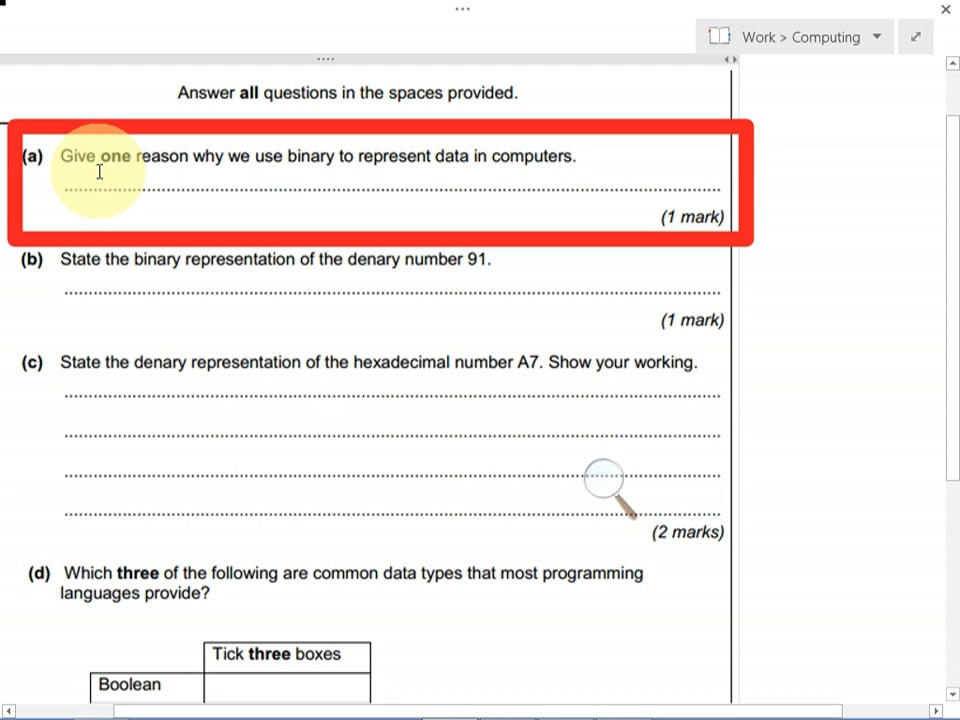 Work > Computing
Answer all questions in the spaces provided.
(a) Give one reason why we use binary to represent data in computers.
(1 mark)
(b) State the binary representation of the denary number 91.
(1 mark)
(c) State the denary representation of the hexadecimal number A7. Show your working.
(2 marks)
(d) Which three of the following are common data types that most programming
languages provide?
Tick three boxes
Boolean